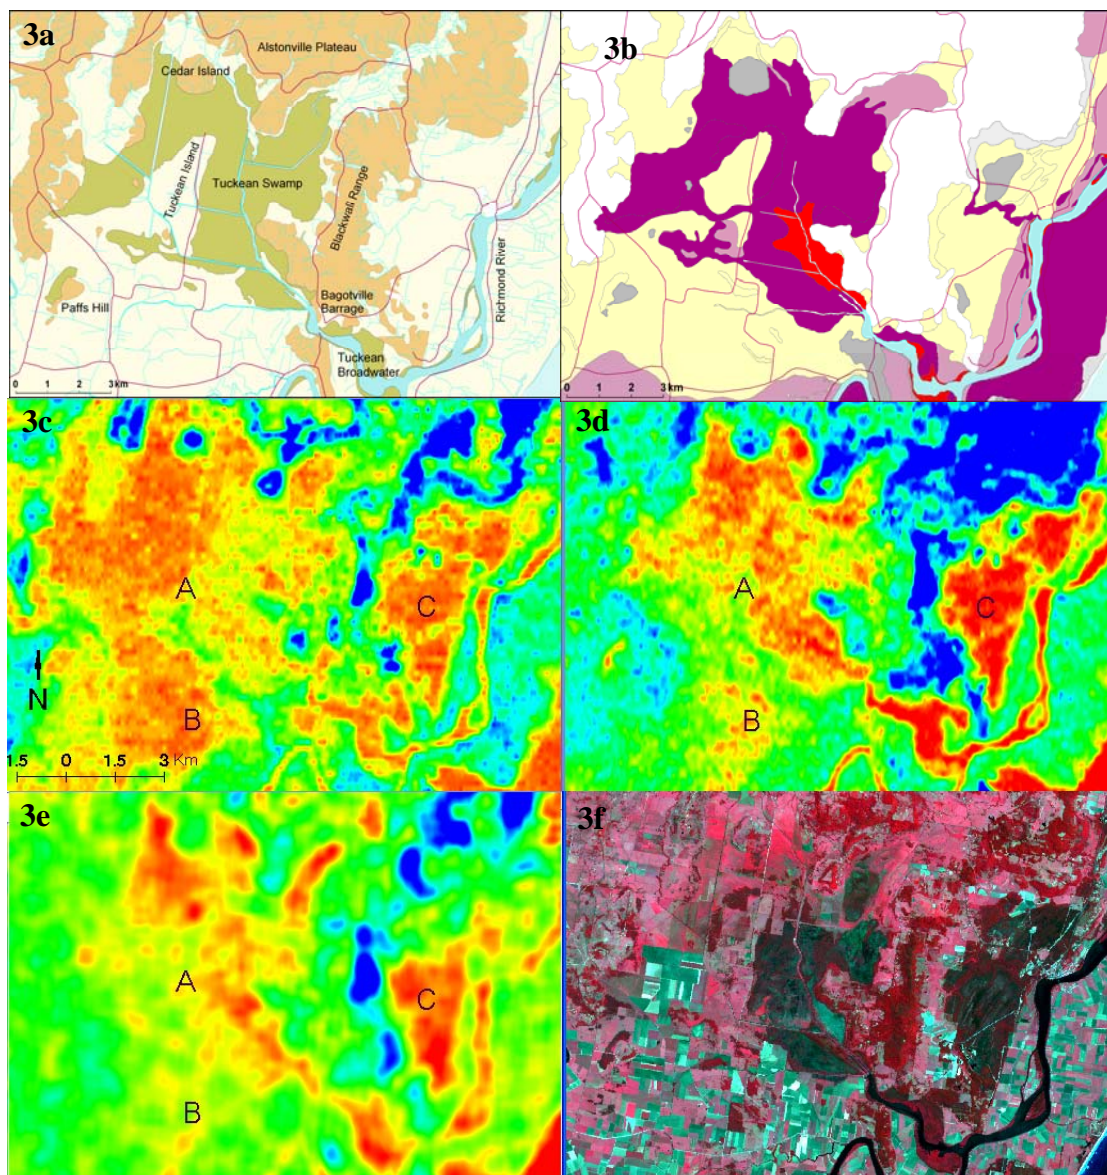 3a
Alstonville Plateau
Cedar Island
Tuckean Island
Tuckean Swamp
Blackwall Range
Richmond River
Paffs Hill
Bagotville
Barrage
Tuckean
Broadwater
0 1 2 3 km
3b
0 1 2 3 km
3c
A
C
N
B
1.5 0 1.5 3 Km
3d
A
C
B
3e
A
C
B
3f